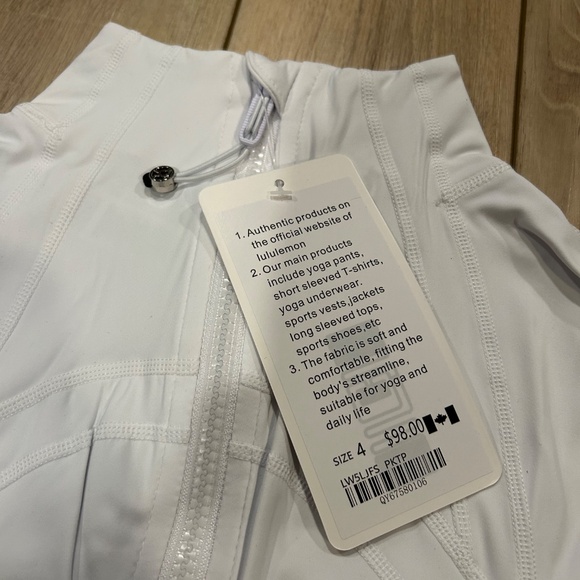 1. Authentic products on
the official website of
lululemon
2. Our main products
include yoga pants,
short sleeved T-shirts,
yoga underwear.
sports vests,jackets
long sleeved tops,
sports shoes,etc
3. The fabric is soft and
comfortable, fitting the
body's streamline,
suitable for yoga and
daily life
SIZE 4 $98.00
LW5LJFS PKTP
QY67580106